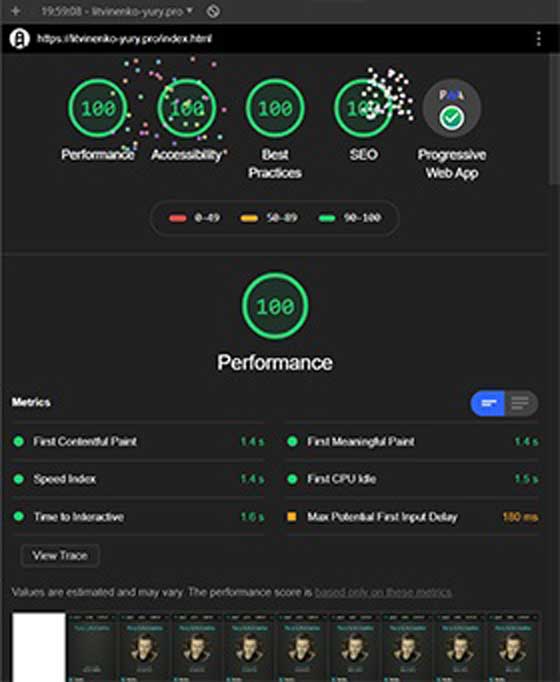 19:59:08 - litvinenko-yury.pro
https://litvinenko-yury.pro/index.html
100 100 100 100 PWA
Performance Accessibility Best Practices SEO Progressive Web App
0–49 50–89 90–100
100
Performance
Metrics
First Contentful Paint 1.4 s First Meaningful Paint 1.4 s
Speed Index 1.4 s First CPU Idle 1.5 s
Time to Interactive 1.6 s Max Potential First Input Delay 180 ms
View Trace
Values are estimated and may vary. The performance score is based only on these metrics.